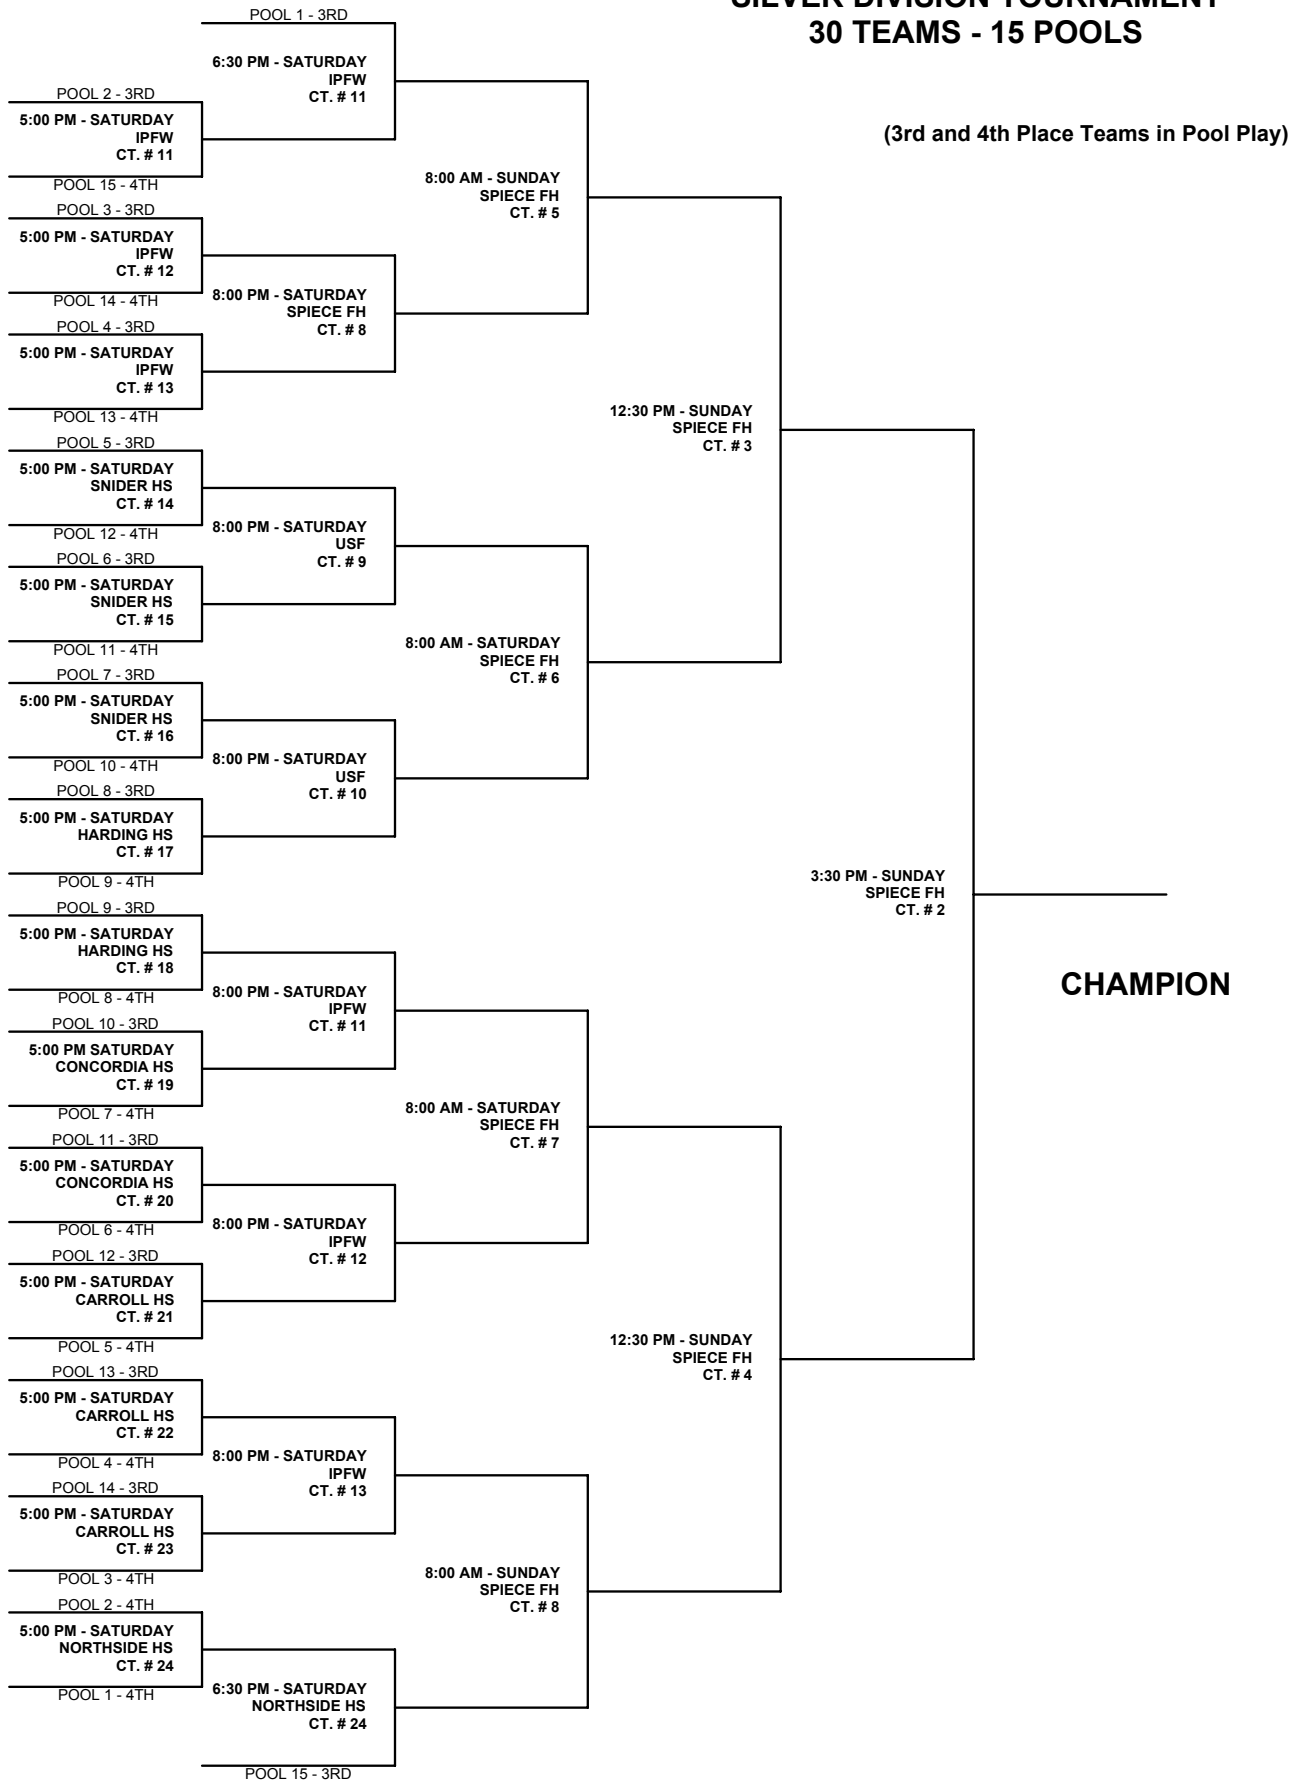 SILVER DIVISION TOURNAMENT
30 TEAMS - 15 POOLS
(3rd and 4th Place Teams in Pool Play)
POOL 1 - 3RD
6:30 PM - SATURDAY
IPFW
CT. # 11
POOL 2 - 3RD
5:00 PM - SATURDAY
IPFW
CT. # 11
POOL 15 - 4TH
8:00 AM - SUNDAY
SPIECE FH
CT. # 5
POOL 3 - 3RD
5:00 PM - SATURDAY
IPFW
CT. # 12
POOL 14 - 4TH
8:00 PM - SATURDAY
SPIECE FH
CT. # 8
POOL 4 - 3RD
5:00 PM - SATURDAY
IPFW
CT. # 13
POOL 13 - 4TH
12:30 PM - SUNDAY
SPIECE FH
CT. # 3
POOL 5 - 3RD
5:00 PM - SATURDAY
SNIDER HS
CT. # 14
POOL 12 - 4TH
8:00 PM - SATURDAY
USF
CT. # 9
POOL 6 - 3RD
5:00 PM - SATURDAY
SNIDER HS
CT. # 15
POOL 11 - 4TH
8:00 AM - SATURDAY
SPIECE FH
CT. # 6
POOL 7 - 3RD
5:00 PM - SATURDAY
SNIDER HS
CT. # 16
POOL 10 - 4TH
8:00 PM - SATURDAY
USF
CT. # 10
POOL 8 - 3RD
5:00 PM - SATURDAY
HARDING HS
CT. # 17
POOL 9 - 4TH
3:30 PM - SUNDAY
SPIECE FH
CT. # 2
CHAMPION
POOL 9 - 3RD
5:00 PM - SATURDAY
HARDING HS
CT. # 18
POOL 8 - 4TH
8:00 PM - SATURDAY
IPFW
CT. # 11
POOL 10 - 3RD
5:00 PM SATURDAY
CONCORDIA HS
CT. # 19
POOL 7 - 4TH
8:00 AM - SATURDAY
SPIECE FH
CT. # 7
POOL 11 - 3RD
5:00 PM - SATURDAY
CONCORDIA HS
CT. # 20
POOL 6 - 4TH
8:00 PM - SATURDAY
IPFW
CT. # 12
POOL 12 - 3RD
5:00 PM - SATURDAY
CARROLL HS
CT. # 21
POOL 5 - 4TH
12:30 PM - SUNDAY
SPIECE FH
CT. # 4
POOL 13 - 3RD
5:00 PM - SATURDAY
CARROLL HS
CT. # 22
POOL 4 - 4TH
8:00 PM - SATURDAY
IPFW
CT. # 13
POOL 14 - 3RD
5:00 PM - SATURDAY
CARROLL HS
CT. # 23
POOL 3 - 4TH
8:00 AM - SUNDAY
SPIECE FH
CT. # 8
POOL 2 - 4TH
5:00 PM - SATURDAY
NORTHSIDE HS
CT. # 24
POOL 1 - 4TH
6:30 PM - SATURDAY
NORTHSIDE HS
CT. # 24
POOL 15 - 3RD